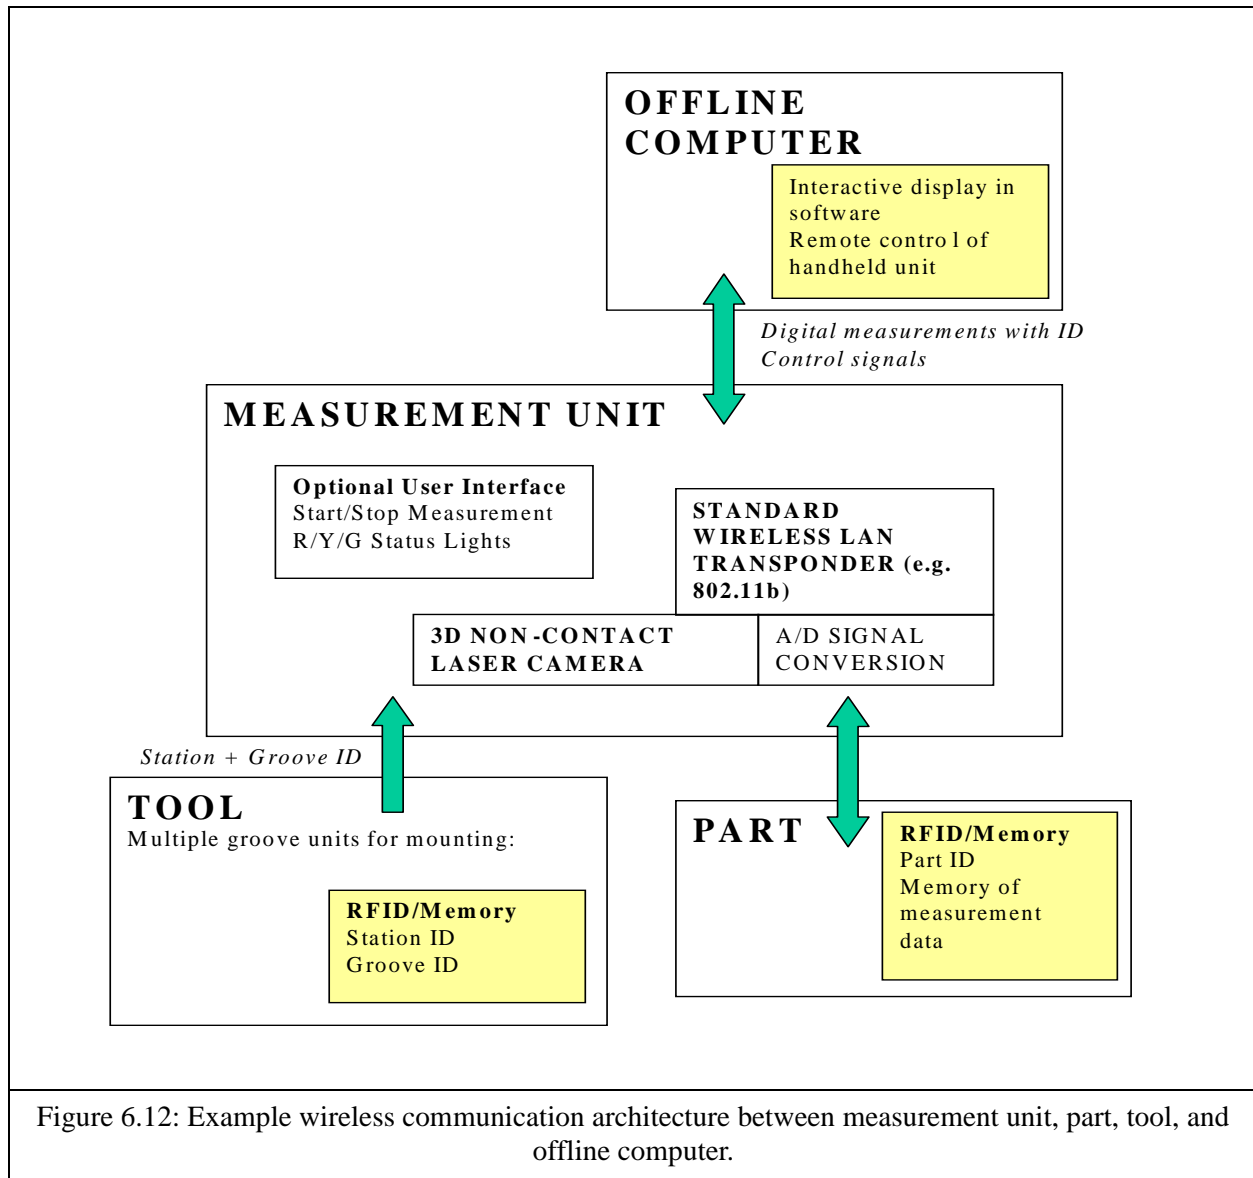 OFFLINE
COMPUTER
Interactive display in
software
Remote control of
handheld unit
Digital measurements with ID
Control signals
MEASUREMENT UNIT
Optional User Interface
Start/Stop Measurement
R/Y/G Status Lights
STANDARD
WIRELESS LAN
TRANSPONDER (e.g.
802.11b)
3D NON-CONTACT
LASER CAMERA
A/D SIGNAL
CONVERSION
Station + Groove ID
TOOL
Multiple groove units for mounting:
RFID/Memory
Station ID
Groove ID
PART
RFID/Memory
Part ID
Memory of
measurement
data
Figure 6.12: Example wireless communication architecture between measurement unit, part, tool, and
offline computer.